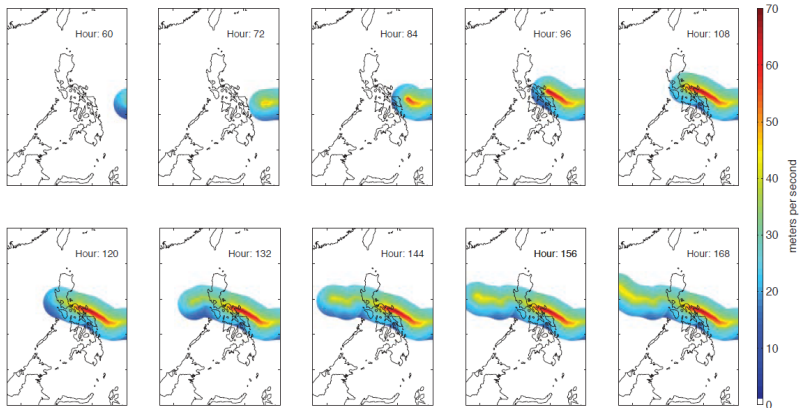 Hour: 60
Hour: 72
Hour: 84
Hour: 96
Hour: 108
Hour: 120
Hour: 132
Hour: 144
Hour: 156
Hour: 168
70
60
50
40
30
20
10
0
meters per second